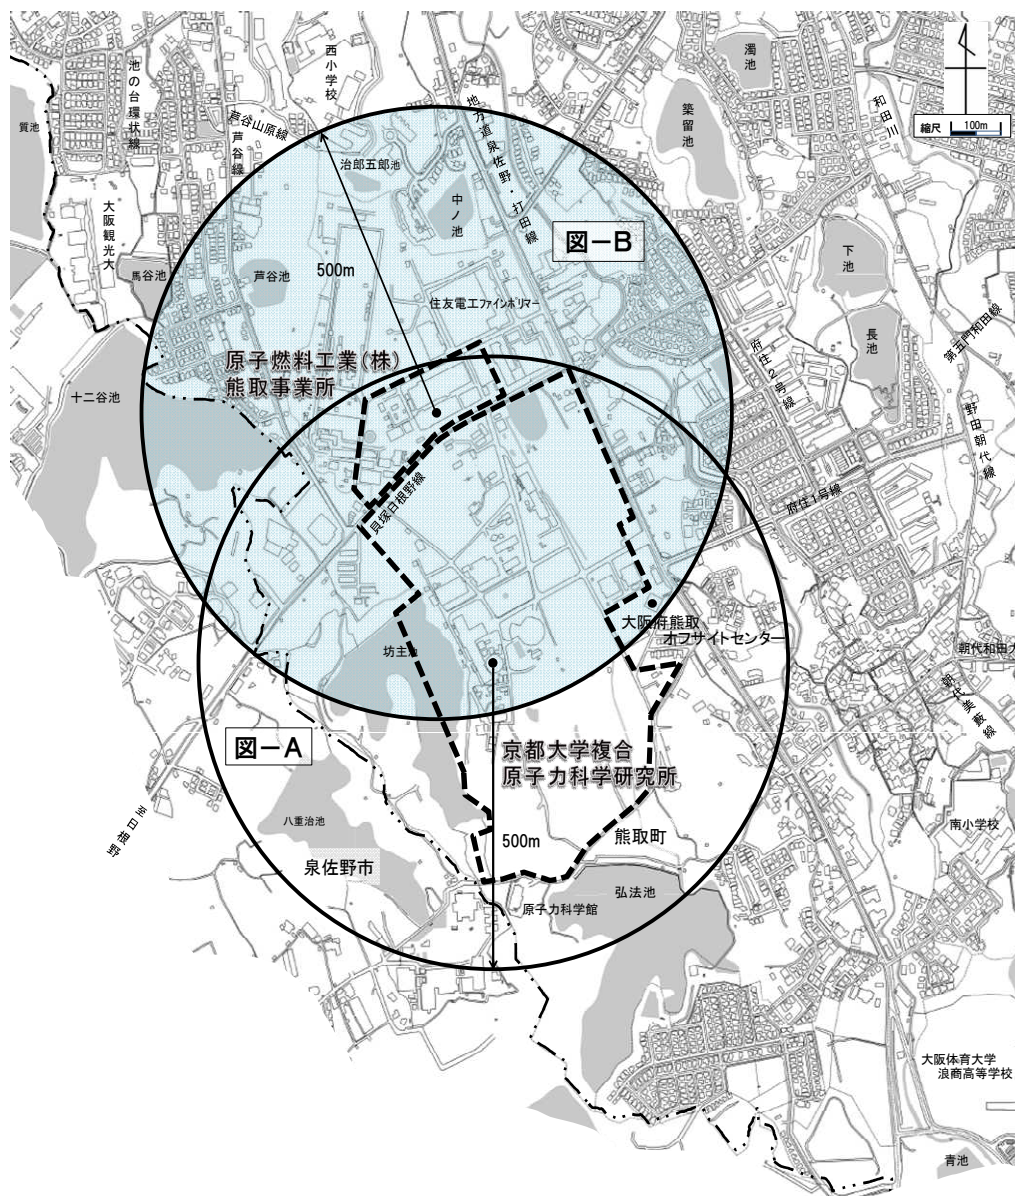 西小学校
池の台環状線
芦谷山原線
芦谷線
地方道泉佐野・打田線
濁池
築留池
和田川
縮尺 100m
質池
治郎五郎池
中ノ池
図－B
大阪観光大
馬谷池
芦谷池
500m
住友電工ファインポリマー
下池
長池
第五門和田線
府住２号線
原子燃料工業(株)
熊取事業所
十二谷池
野田朝代線
貝塚日根野線
府住１号線
大阪府熊取
オフサイトセンター
坊主池
朝代和田大
朝代美薮線
図－A
京都大学複合
原子力科学研究所
至日根野
八重治池
500m
熊取町
南小学校
泉佐野市
弘法池
原子力科学館
大阪体育大学
浪商高等学校
青池